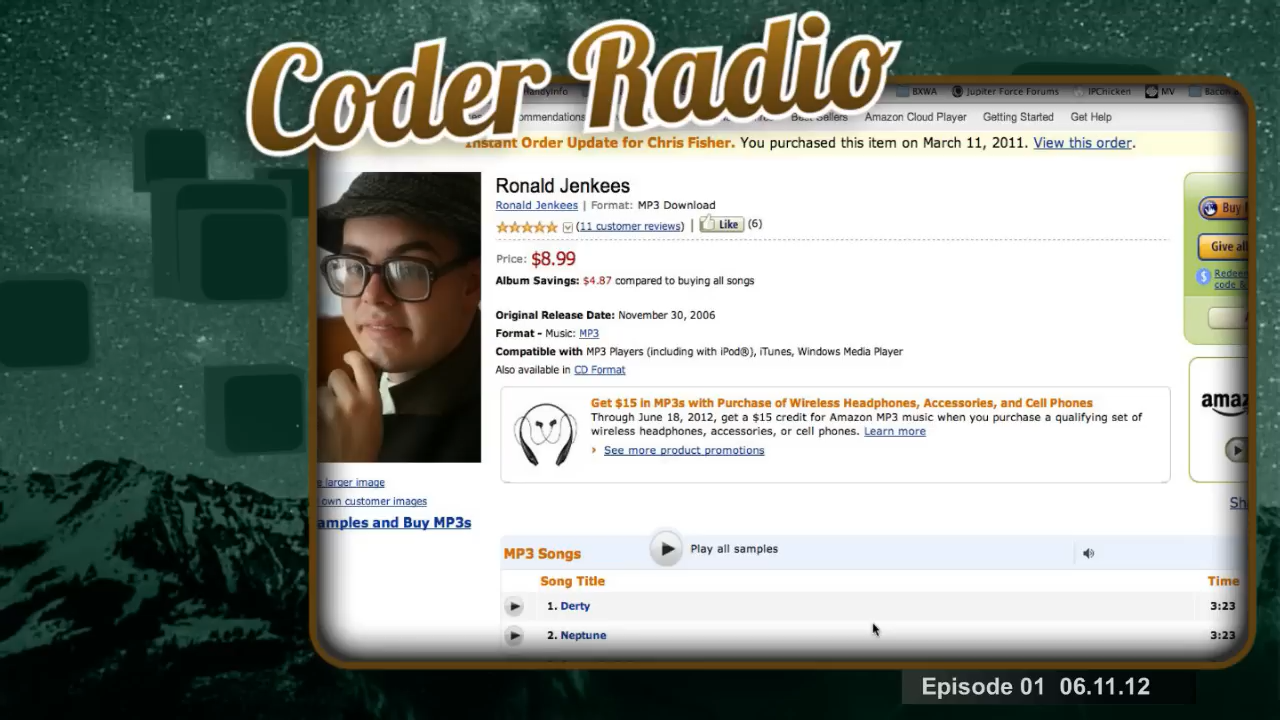 Coder Radio
BXWA Jupiter Force Forums IPChicken MV Bacon
Best Sellers Amazon Cloud Player Getting Started Get Help
Instant Order Update for Chris Fisher. You purchased this item on March 11, 2011. View this order.
Ronald Jenkees
Ronald Jenkees | Format: MP3 Download
(11 customer reviews) | Like (6)
Price: $8.99
Album Savings: $4.87 compared to buying all songs
Original Release Date: November 30, 2006
Format - Music: MP3
Compatible with MP3 Players (including with iPod®), iTunes, Windows Media Player
Also available in CD Format
Get $15 in MP3s with Purchase of Wireless Headphones, Accessories, and Cell Phones
Through June 18, 2012, get a $15 credit for Amazon MP3 music when you purchase a qualifying set of
wireless headphones, accessories, or cell phones. Learn more
› See more product promotions
Buy
Give al
Redee
code &
amaz
Sh
e larger image
own customer images
amples and Buy MP3s
MP3 Songs Play all samples
Song Title Time
1. Derty 3:23
2. Neptune 3:23
Episode 01 06.11.12